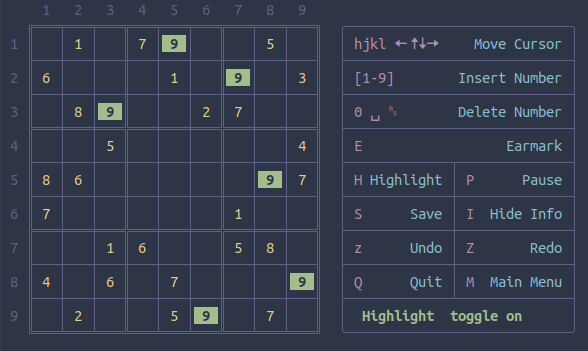 1 2 3 4 5 6 7 8 9
1 1 7 9 5 hjkl ←↑↓→ Move Cursor
2 6 1 9 3 [1-9] Insert Number
3 8 9 2 7 0 ␣ ␈ Delete Number
4 5 4 E Earmark
5 8 6 9 7 H Highlight P Pause
6 7 1 S Save I Hide Info
7 1 6 5 8 z Undo Z Redo
8 4 6 7 9 Q Quit M Main Menu
9 2 5 9 7 Highlight toggle on